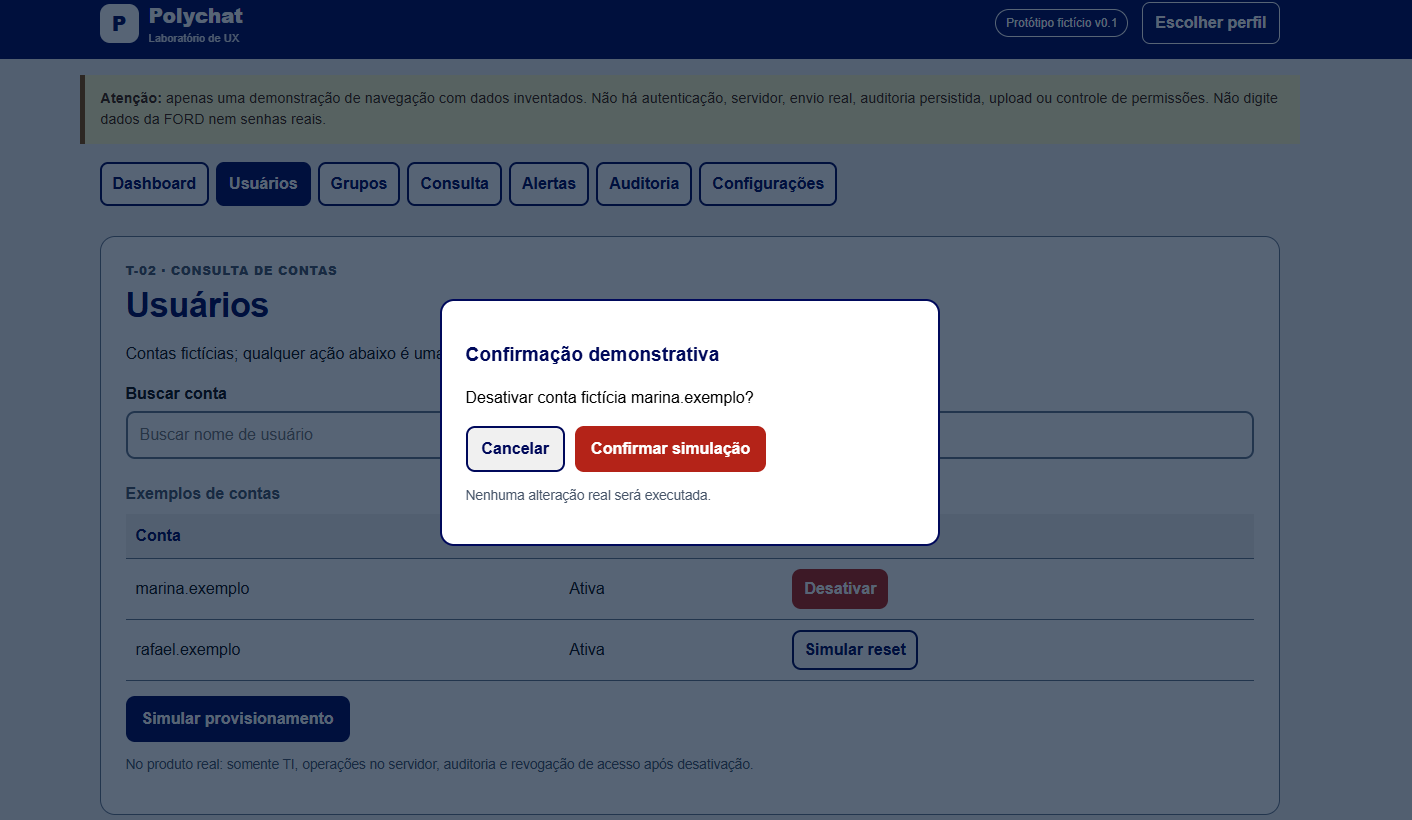 P
Polychat
Laboratório de UX
Protótipo fictício v0.1
Escolher perfil
Atenção: apenas uma demonstração de navegação com dados inventados. Não há autenticação, servidor, envio real, auditoria persistida, upload ou controle de permissões. Não digite
dados da FORD nem senhas reais.
Dashboard
Usuários
Grupos
Consulta
Alertas
Auditoria
Configurações
T-02 • CONSULTA DE CONTAS
Usuários
Contas fictícias; qualquer ação abaixo é uma
Buscar conta
Buscar nome de usuário
Exemplos de contas
Conta
marina.exemplo
Ativa
Desativar
rafael.exemplo
Ativa
Simular reset
Simular provisionamento
No produto real: somente TI, operações no servidor, auditoria e revogação de acesso após desativação.
Confirmação demonstrativa
Desativar conta fictícia marina.exemplo?
Cancelar
Confirmar simulação
Nenhuma alteração real será executada.